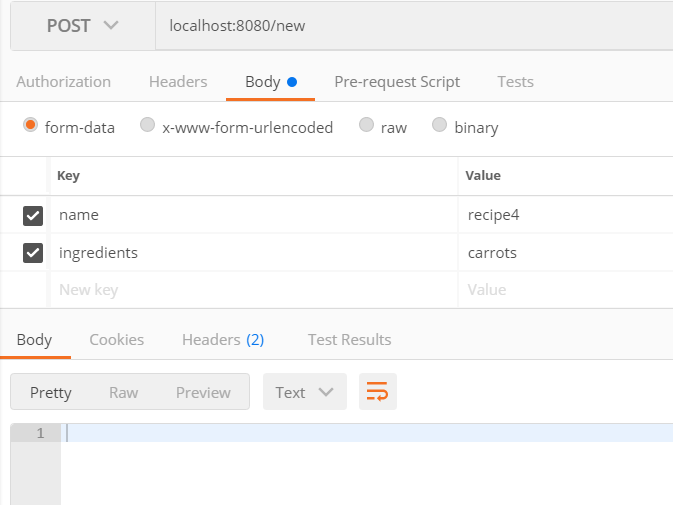 POST localhost:8080/new
Authorization Headers Body Pre-request Script Tests
form-data x-www-form-urlencoded raw binary
Key Value
name recipe4
ingredients carrots
New key Value
Body Cookies Headers (2) Test Results
Pretty Raw Preview Text
1